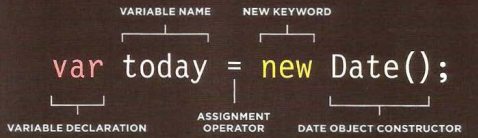 VARIABLE NAME NEW KEYWORD
var today = new Date();
VARIABLE DECLARATION ASSIGNMENT OPERATOR DATE OBJECT CONSTRUCTOR